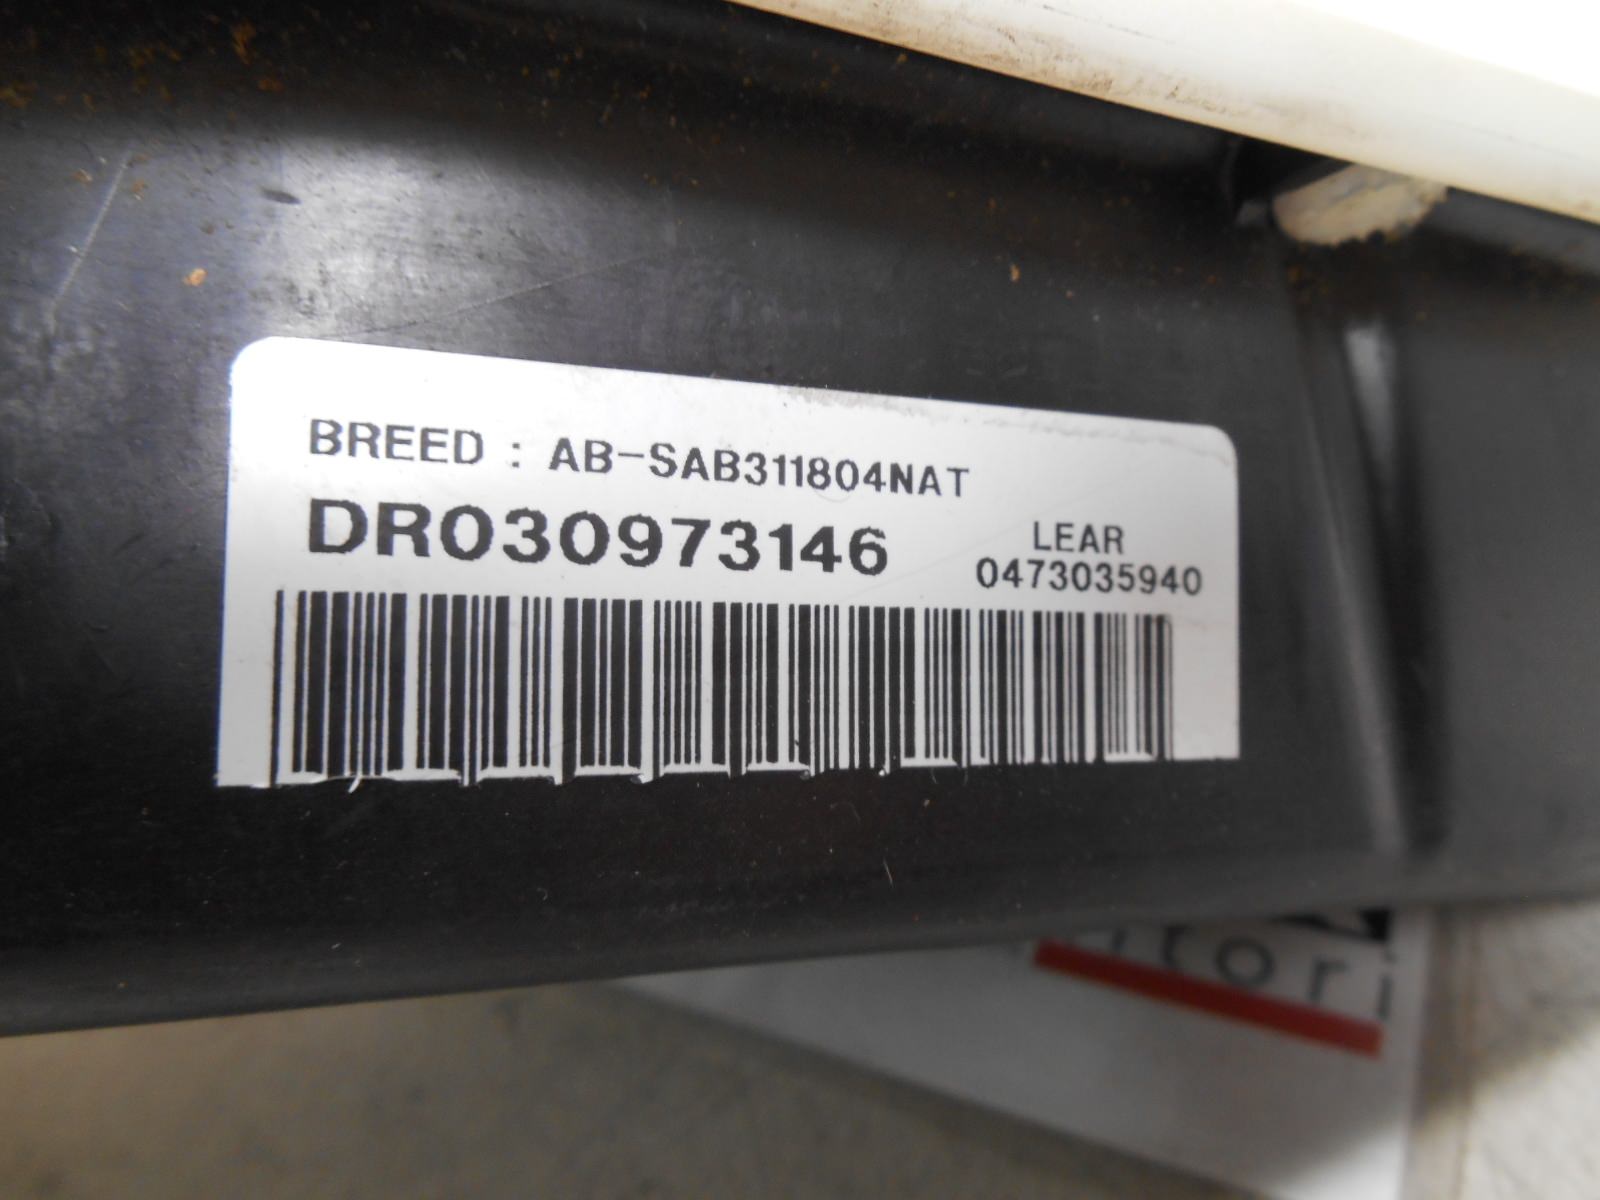 BREED : AB-SAB311804NAT
DR030973146
LEAR
0473035940